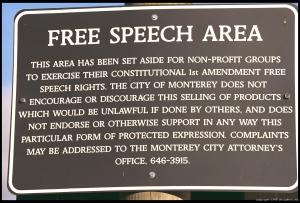 FREE SPEECH AREA
THIS AREA HAS BEEN SET ASIDE FOR NON-PROFIT GROUPS
TO EXERCISE THEIR CONSTITUTIONAL 1st AMENDMENT FREE
SPEECH RIGHTS. THE CITY OF MONTEREY DOES NOT
ENCOURAGE OR DISCOURAGE THIS SELLING OF PRODUCTS
WHICH WOULD BE UNLAWFUL IF DONE BY OTHERS, AND DOES
NOT ENDORSE OR OTHERWISE SUPPORT IN ANY WAY THIS
PARTICULAR FORM OF PROTECTED EXPRESSION. COMPLAINTS
MAY BE ADDRESSED TO THE MONTEREY CITY ATTORNEY'S
OFFICE, 646-3915.